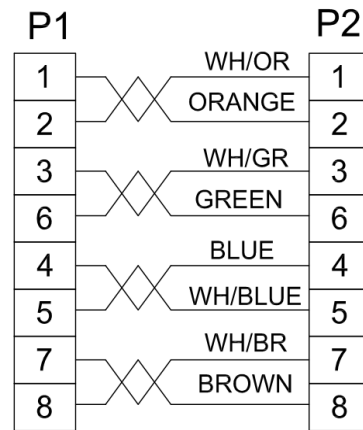 P1 P2
1 WH/OR 1
2 ORANGE 2
3 WH/GR 3
6 GREEN 6
4 BLUE 4
5 WH/BLUE 5
7 WH/BR 7
8 BROWN 8